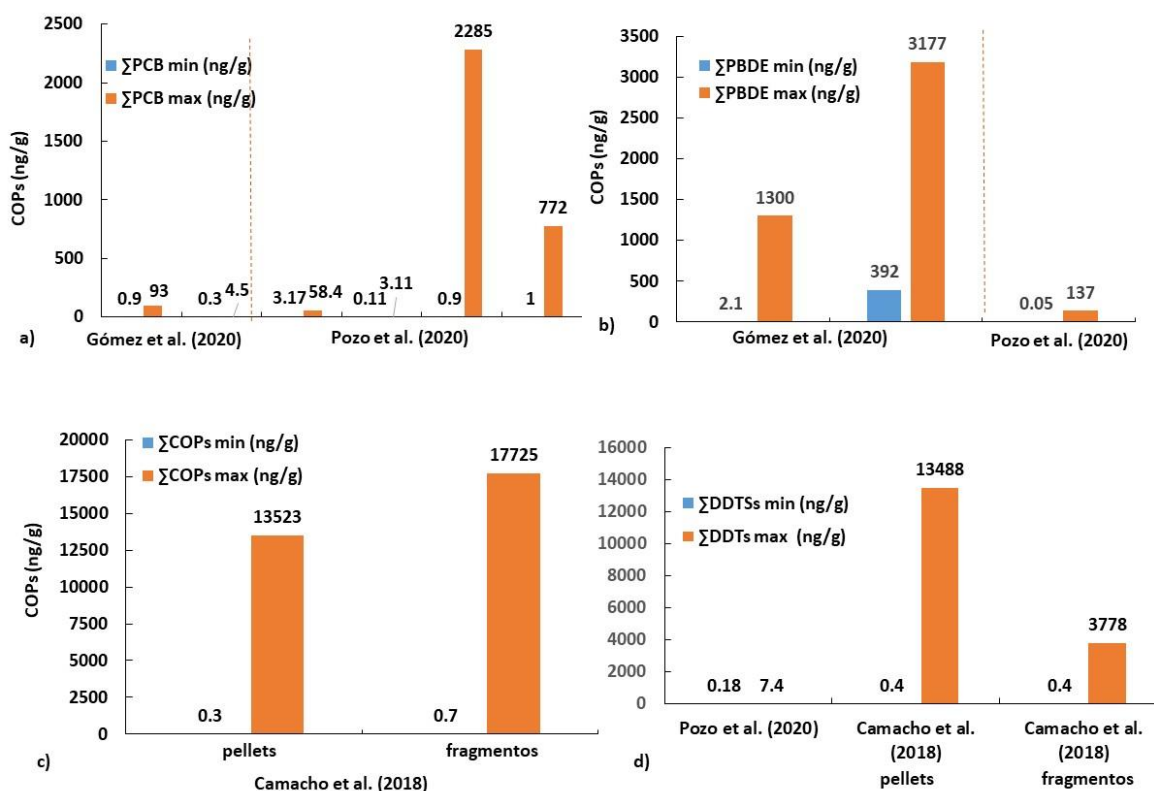 2500
2000
1500
1000
500
0
COPs (ng/g)
∑PCB min (ng/g)
∑PCB max (ng/g)
0.9 93
0.3 4.5
3.17 58.4
0.11 3.11
0.9 2285
1 772
a) Gómez et al. (2020) Pozo et al. (2020)
3500
3000
2500
2000
1500
1000
500
0
COPs (ng/g)
∑PBDE min (ng/g)
∑PBDE max (ng/g)
2.1 1300
392 3177
0.05 137
b) Gómez et al. (2020) Pozo et al. (2020)
20000
17500
15000
12500
10000
7500
5000
2500
0
COPs (ng/g)
∑COPs min (ng/g)
∑COPs max (ng/g)
0.3 13523
0.7 17725
pellets fragmentos
c) Camacho et al. (2018)
16000
14000
12000
10000
8000
6000
4000
2000
0
∑DDTSs min (ng/g)
∑DDTs max (ng/g)
0.18 7.4
0.4 13488
0.4 3778
Pozo et al. (2020) Camacho et al. Camacho et al.
(2018) (2018)
d) pellets fragmentos